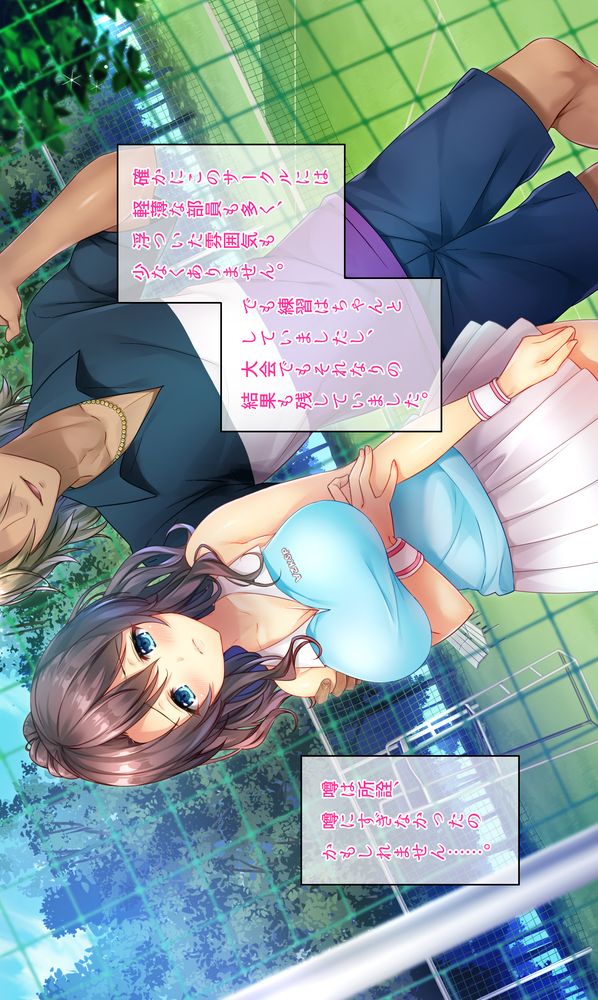 確かにこのサークルには
軽薄な部員も多く、
浮ついた雰囲気も
少なくありません。
でも練習はちゃんと
していましたし、
大会でもそれなりの
結果も残していました。
噂は所詮、
噂にすぎなかったの
かもしれません……。